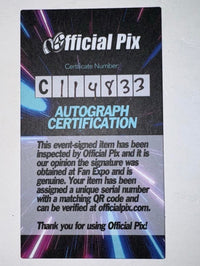 Official Pix
Certificate Number:
C114833
AUTOGRAPH
CERTIFICATION
This event-signed item has been
inspected by Official Pix and it is
our opinion the signature was
obtained at Fan Expo and is
genuine. Your item has been
assigned a unique serial number
with a matching QR code and
can be verified at officialpix.com.
Thank you for using Official Pix!